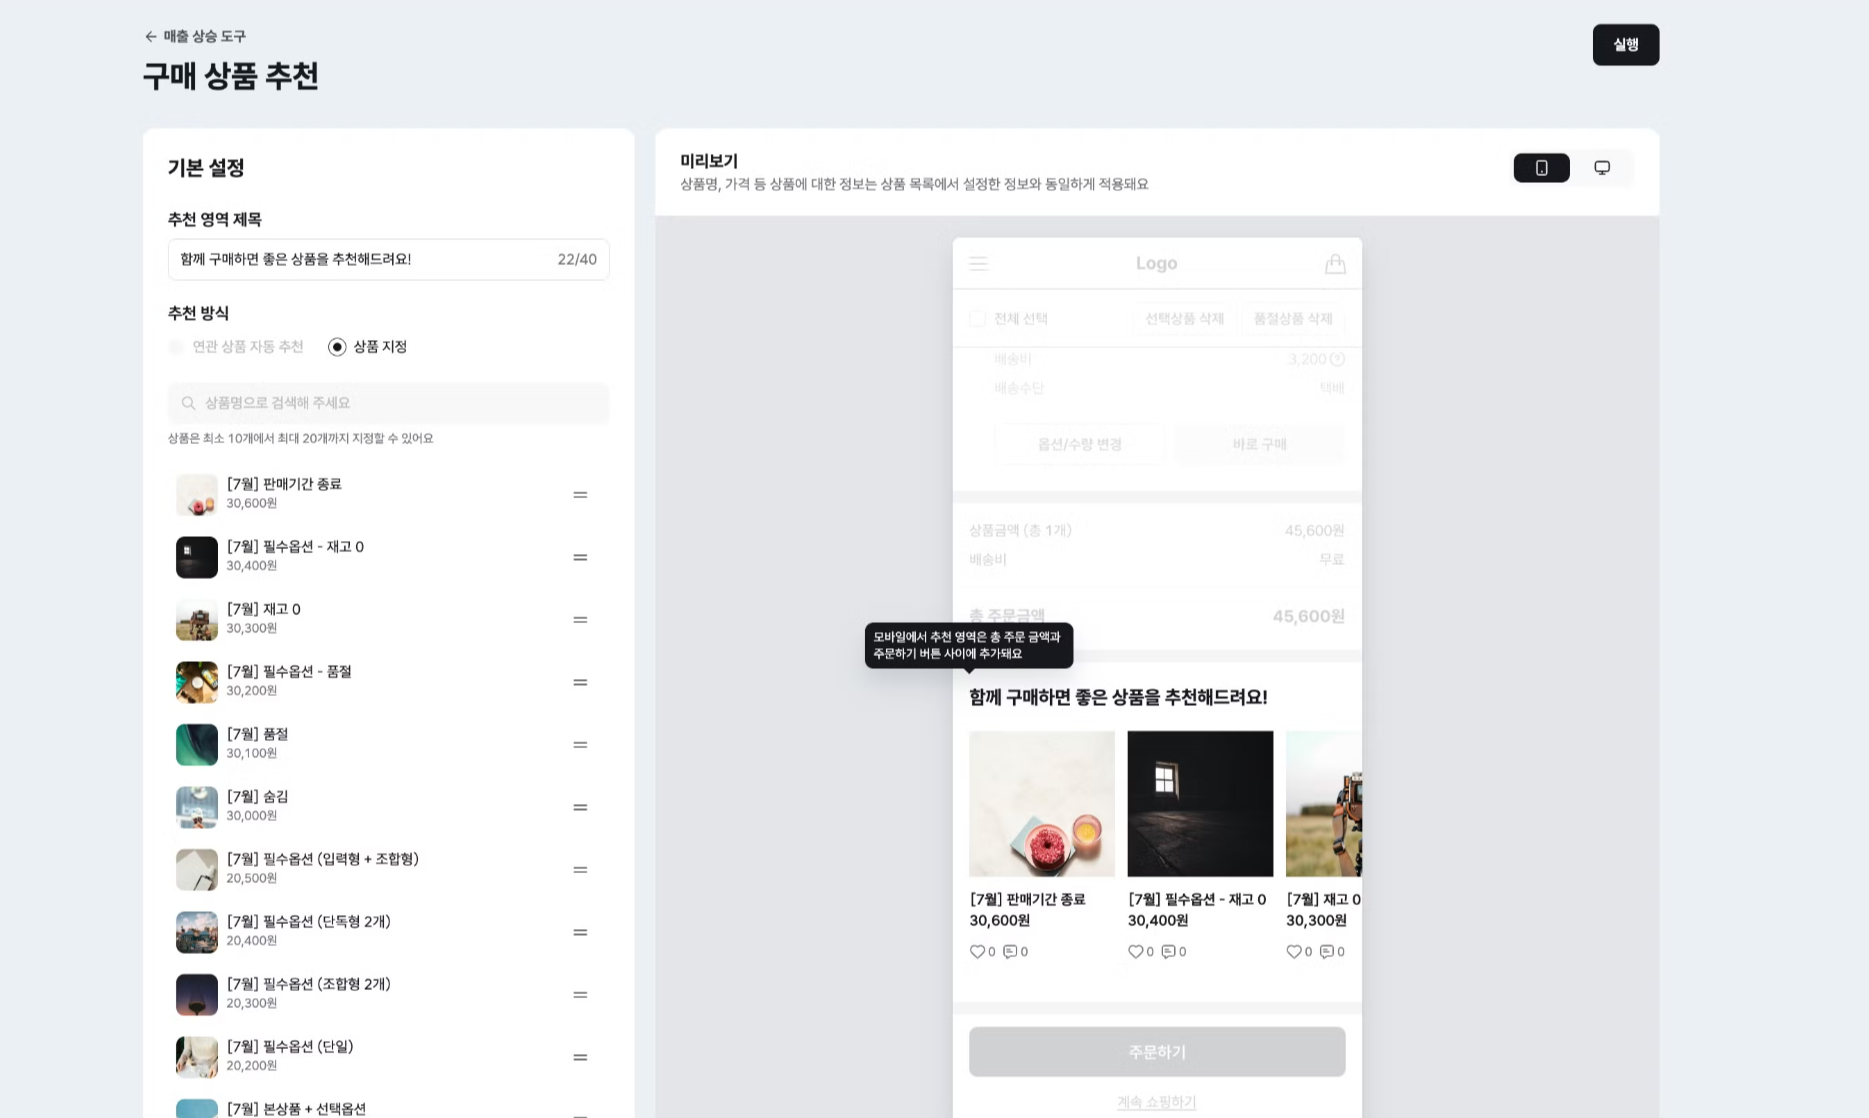 매출 상승 도구
구매 상품 추천
실행
기본 설정
추천 영역 제목
함께 구매하면 좋은 상품을 추천해드려요!
22/40
추천 방식
연관 상품 자동 추천
상품 지정
상품명으로 검색해 주세요
상품은 최소 10개에서 최대 20개까지 지정할 수 있어요
[7월] 판매기간 종료
30,600원
[7월] 필수옵션 - 재고 0
30,400원
[7월] 재고 0
30,300원
[7월] 필수옵션 - 품절
30,200원
[7월] 품절
30,100원
[7월] 숨김
30,000원
[7월] 필수옵션 (입력형 + 조합형)
20,500원
[7월] 필수옵션 (단독형 2개)
20,400원
[7월] 필수옵션 (조합형 2개)
20,300원
[7월] 필수옵션 (단일)
20,200원
[7월] 본상품 + 선택옵션
미리보기
상품명, 가격 등 상품에 대한 정보는 상품 목록에서 설정한 정보와 동일하게 적용돼요
Logo
전체 선택
선택상품 삭제
품절상품 삭제
배송비
3,200
배송수단
택배
옵션/수량 변경
바로 구매
상품금액 (총 1개)
45,600원
배송비
무료
총 주문금액
45,600원
모바일에서 추천 영역은 총 주문 금액과
주문하기 버튼 사이에 추가돼요
함께 구매하면 좋은 상품을 추천해드려요!
[7월] 판매기간 종료
30,600원
0 0
[7월] 필수옵션 - 재고 0
30,400원
0 0
[7월] 재고 0
30,300원
0 0
주문하기
계속 쇼핑하기